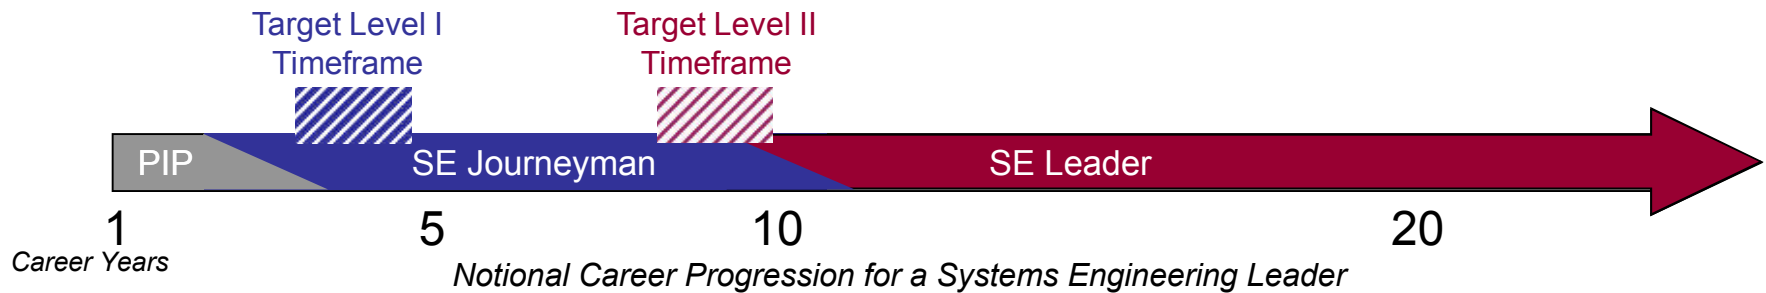 Target Level I
Timeframe
Target Level II
Timeframe
PIP
SE Journeyman
SE Leader
1
5
10
20
Career Years
Notional Career Progression for a Systems Engineering Leader